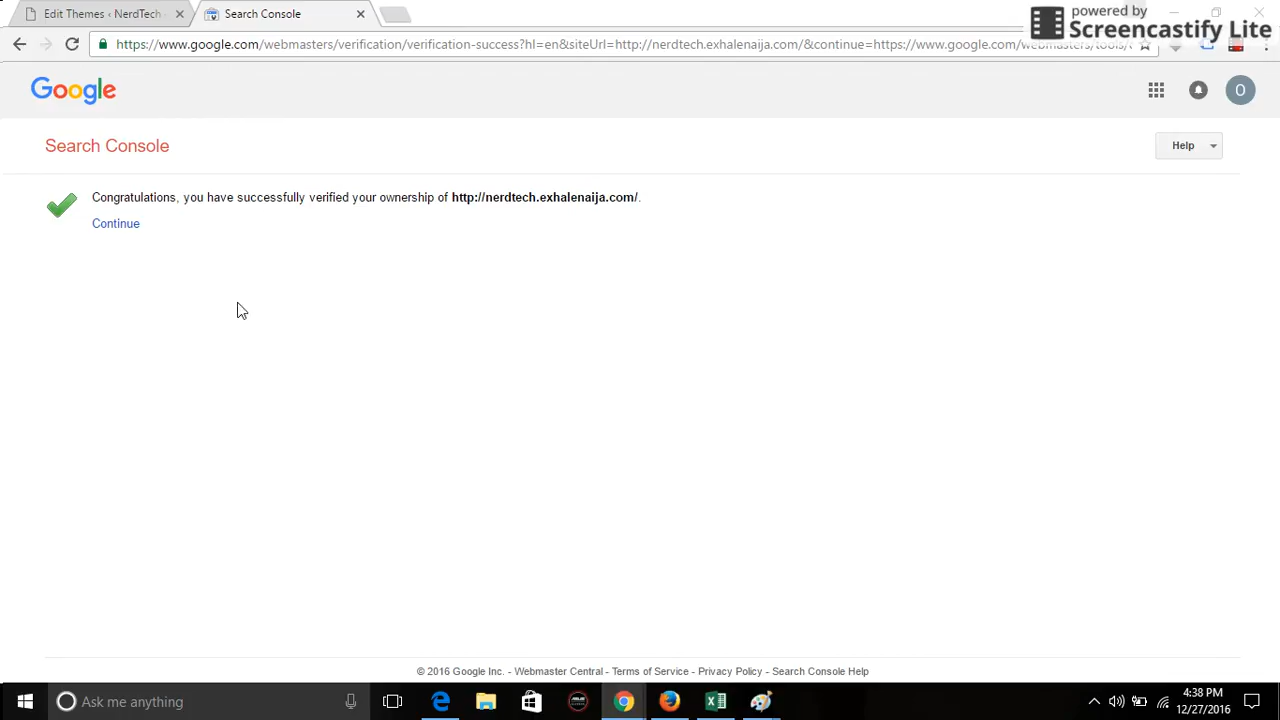 Edit Themes ‹ NerdTech
Search Console
powered by
Screencastify Lite
https://www.google.com/webmasters/verification/verification-success?hl=en&siteUrl=http://nerdtech.exhalenaija.com/&continue=https://www.google.com/webmasters/tools/
Google
O
Search Console
Help
Congratulations, you have successfully verified your ownership of http://nerdtech.exhalenaija.com/.
Continue
© 2016 Google Inc. - Webmaster Central - Terms of Service - Privacy Policy - Search Console Help
Ask me anything
4:38 PM
12/27/2016